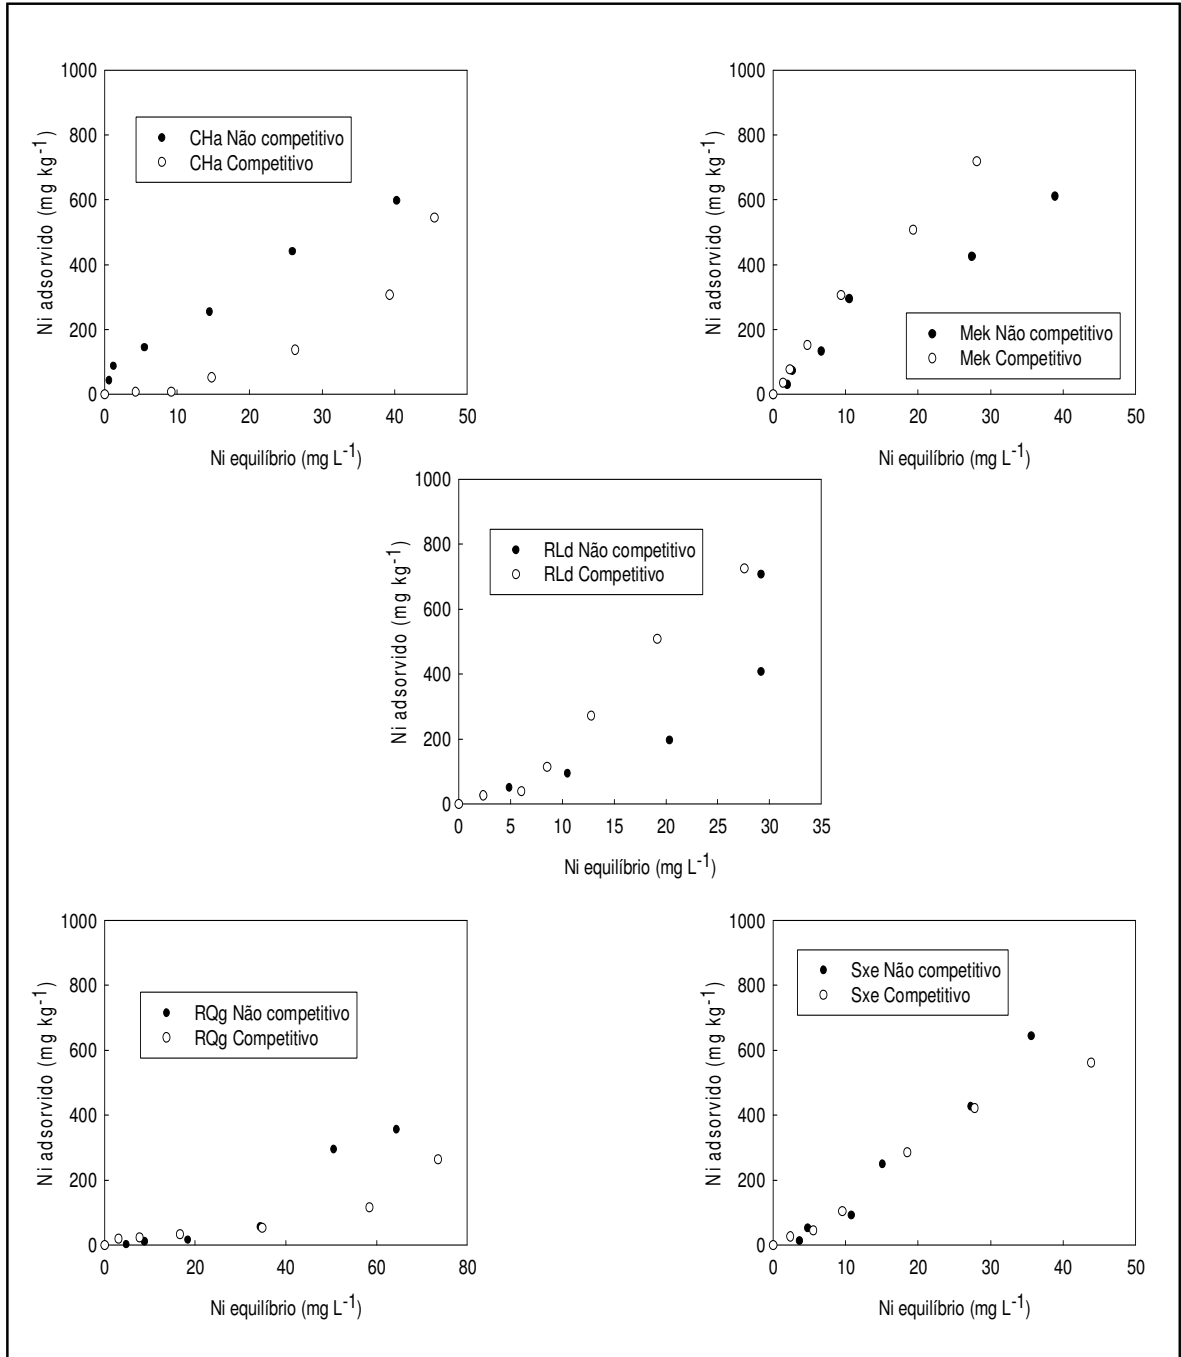 1000
800
600
400
200
0
Ni adsorvido (mg kg-1)
CHa Não competitivo
CHa Competitivo
0 10 20 30 40 50
Ni equilíbrio (mg L-1)
1000
800
600
400
200
0
Ni adsorvido (mg kg-1)
Mek Não competitivo
Mek Competitivo
0 10 20 30 40 50
Ni equilíbrio (mg L-1)
1000
800
600
400
200
0
Ni adsorvido (mg kg-1)
RLd Não competitivo
RLd Competitivo
0 5 10 15 20 25 30 35
Ni equilíbrio (mg L-1)
1000
800
600
400
200
0
Ni adsorvido (mg kg-1)
RQg Não competitivo
RQg Competitivo
0 20 40 60 80
Ni equilíbrio (mg L-1)
1000
800
600
400
200
0
Ni adsorvido (mg kg-1)
Sxe Não competitivo
Sxe Competitivo
0 10 20 30 40 50
Ni equilíbrio (mg L-1)